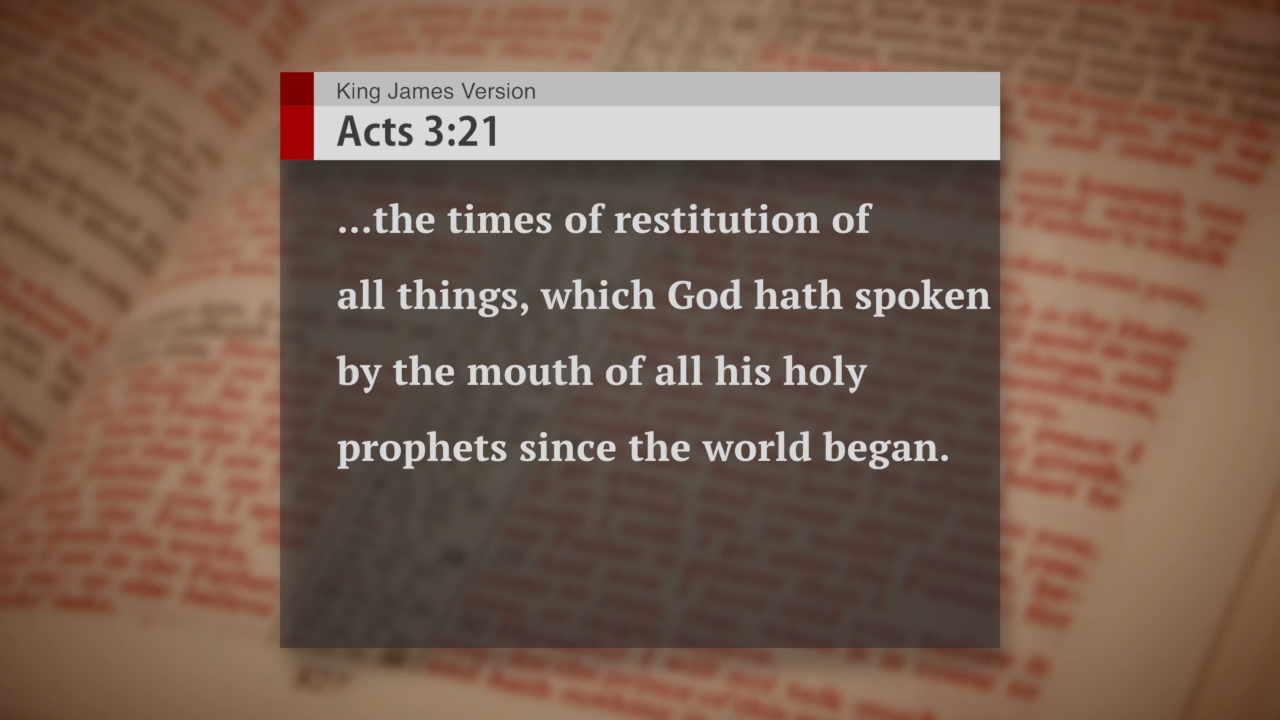 King James Version
Acts 3:21
...the times of restitution of
all things, which God hath spoken
by the mouth of all his holy
prophets since the world began.